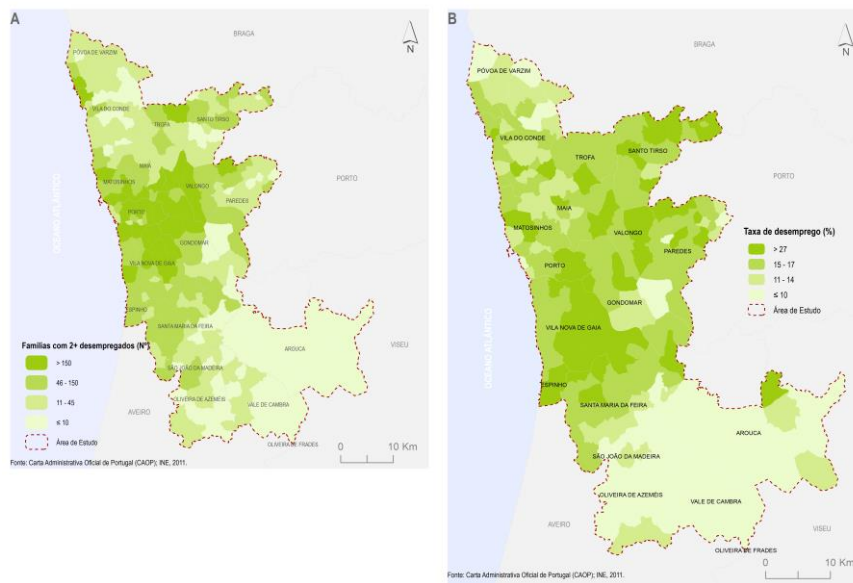 A
BRAGA
N
PÓVOA DE VARZIM
VILA DO CONDE
TROFA
SANTO TIRSO
MAIA
MATOSINHOS
VALONGO
PORTO
PAREDES
PORTO
OCEANO ATLÂNTICO
GONDOMAR
VILA NOVA DE GAIA
ESPINHO
SANTA MARIA DA FEIRA
AROUCA
VISEU
SÃO JOÃO DA MADEIRA
OLIVEIRA DE AZEMÉIS
VALE DE CAMBRA
AVEIRO
OLIVEIRA DE FRADES
Famílias com 2+ desempregados (Nº)
> 150
46 - 150
11 - 45
≤ 10
Área de Estudo
0 10 Km
Fonte: Carta Administrativa Oficial de Portugal (CAOP); INE, 2011.
B
BRAGA
N
PÓVOA DE VARZIM
VILA DO CONDE
TROFA
SANTO TIRSO
PORTO
MAIA
MATOSINHOS
VALONGO
PAREDES
PORTO
GONDOMAR
OCEANO ATLÂNTICO
VILA NOVA DE GAIA
ESPINHO
SANTA MARIA DA FEIRA
AROUCA
SÃO JOÃO DA MADEIRA
OLIVEIRA DE AZEMÉIS
VALE DE CAMBRA
AVEIRO
VISEU
OLIVEIRA DE FRADES
Taxa de desemprego (%)
> 27
15 - 17
11 - 14
≤ 10
Área de Estudo
0 10 Km
Fonte: Carta Administrativa Oficial de Portugal (CAOP); INE, 2011.